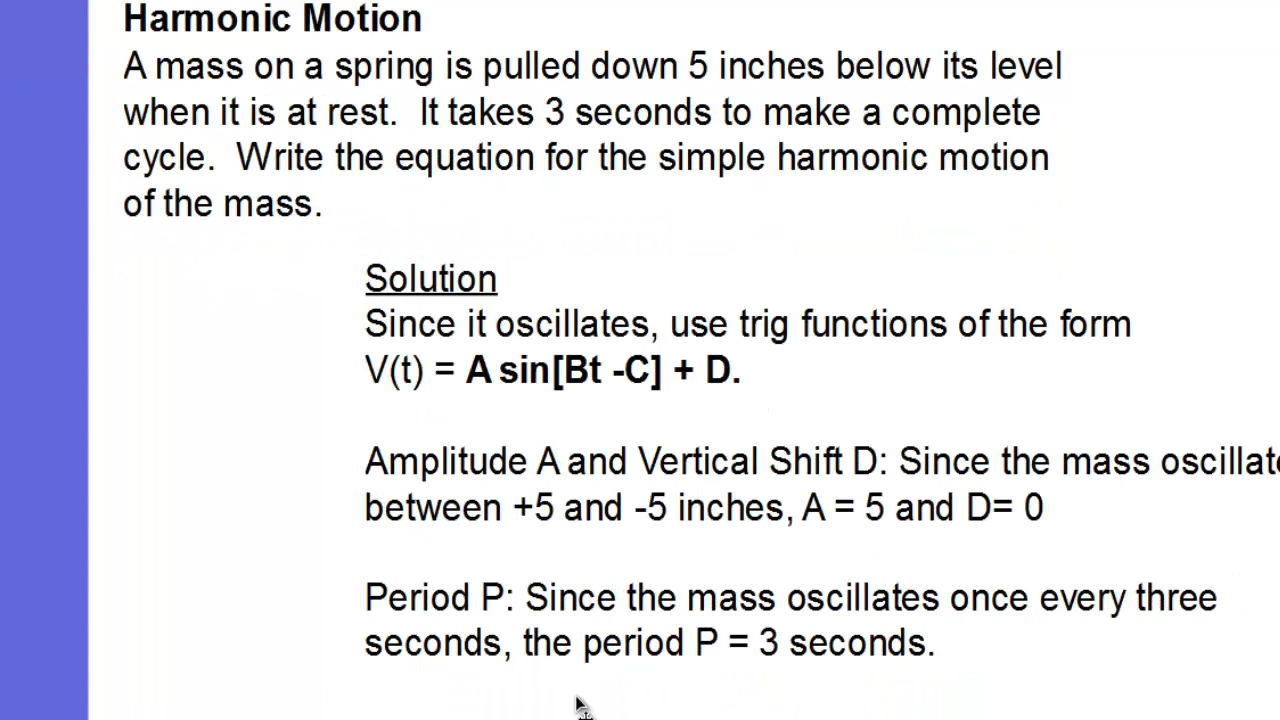 Harmonic Motion
A mass on a spring is pulled down 5 inches below its level
when it is at rest. It takes 3 seconds to make a complete
cycle. Write the equation for the simple harmonic motion
of the mass.
Solution
Since it oscillates, use trig functions of the form
V(t) = A sin[Bt -C] + D.
Amplitude A and Vertical Shift D: Since the mass
between +5 and -5 inches, A = 5 and D= 0
Period P: Since the mass oscillates once every three
seconds, the period P = 3 seconds.